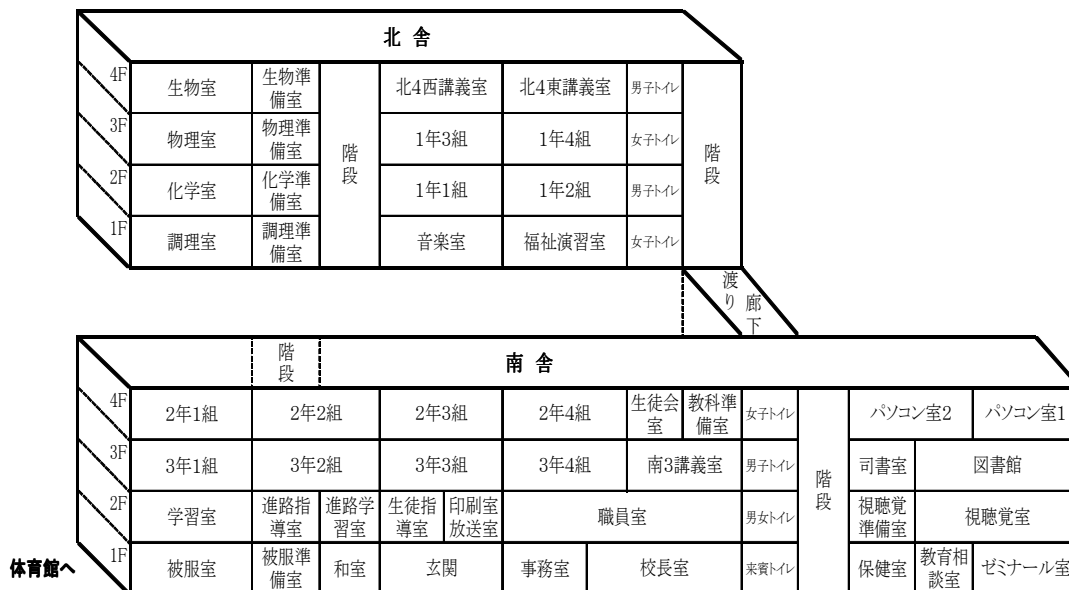 北 舎
4F
生物室
生物準
備室
北4西講義室
北4東講義室
男子トイレ
3F
物理室
物理準
備室
1年3組
1年4組
女子トイレ
階
段
階
段
2F
化学室
化学準
備室
1年1組
1年2組
男子トイレ
1F
調理室
調理準
備室
音楽室
福祉演習室
女子トイレ
渡り
廊下
南 舎
階
段
4F
2年1組
2年2組
2年3組
2年4組
生徒会
室
教科準
備室
女子トイレ
パソコン室2
パソコン室1
3F
3年1組
3年2組
3年3組
3年4組
南3講義室
男子トイレ
階
段
司書室
図書館
2F
学習室
進路指
導室
進路学
習室
生徒指
導室
印刷室
放送室
職員室
男女トイレ
視聴覚
準備室
視聴覚室
体育館へ
1F
被服室
被服準
備室
和室
玄関
事務室
校長室
来賓トイレ
保健室
教育相
談室
ゼミナール室